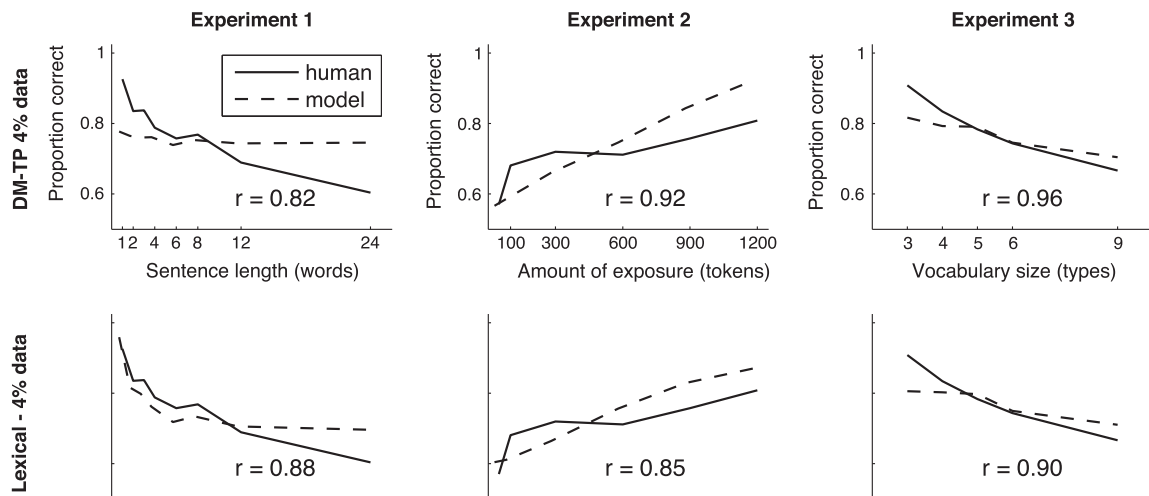 Experiment 1
Experiment 2
Experiment 3
DM-TP 4% data
Proportion correct
1
0.8
0.6
human
model
r = 0.82
1 2 4 6 8 12 24
Sentence length (words)
Proportion correct
1
0.8
0.6
r = 0.92
100 300 600 900 1200
Amount of exposure (tokens)
Proportion correct
1
0.8
0.6
r = 0.96
3 4 5 6 9
Vocabulary size (types)
Lexical - 4% data
r = 0.88
r = 0.85
r = 0.90